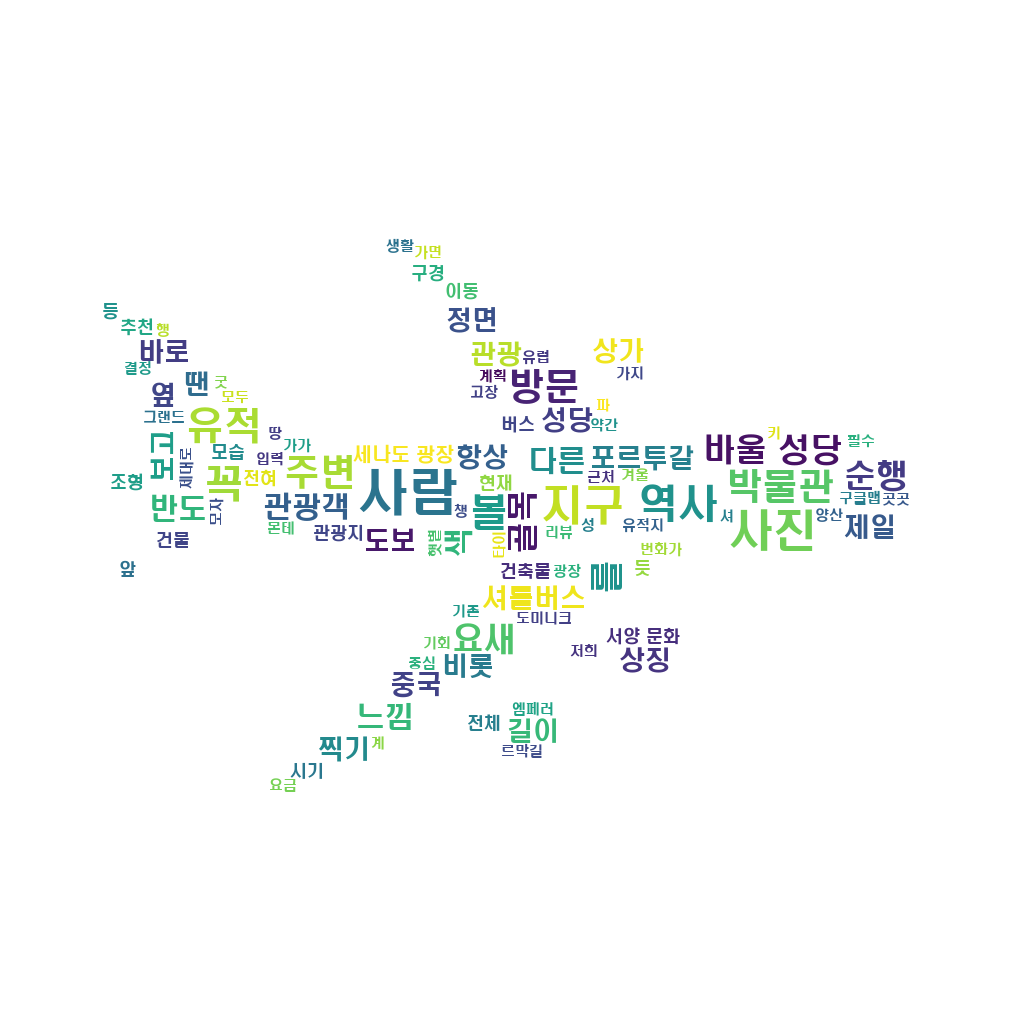 생활
가면
구경
이동
등
추천
행
정면
바로
관광
유럽
상가
결정
계획
가지
땐
굿
방문
옆
모두
고장
파
그랜드
유적
땅
버스
성당
약간
키
보고
모습
가가
세나도 광장
항상
다른
포르투갈
바울 성당
필수
제대로
입력
조형
꼭
전혀
주변
사람
현재
근처
겨울
박물관
순행
구글맵
곳곳
반도
모자
관광객
챙
볼
목
지구
역사
셔
사진
양산
제일
몬테
관광지
도보
햇볕
색
타이
골
리뷰
성
유적지
건물
번화가
앞
건축물
광장
를
듯
셔틀버스
기존
도미니크
기회
요새
서양 문화
저희
상징
중심
비롯
중국
느낌
엠페러
전체
길이
찍기
계
르막길
시기
요금